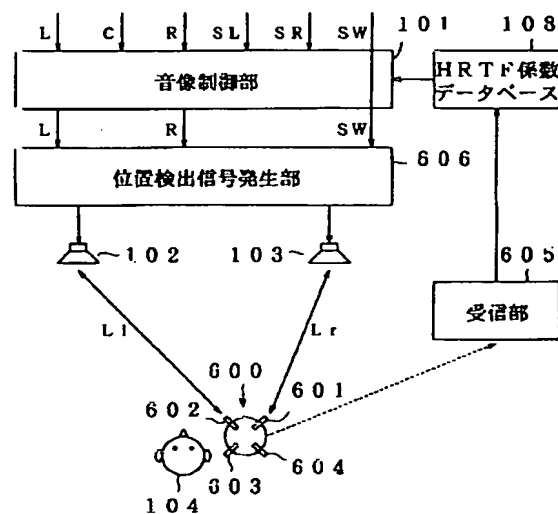 L C R SL SR SW
101
108
音像制御部
HRTF係数
データベース
L R SW
位置検出信号発生部
606
102
103
605
受信部
Ll
Lr
600
602
601
603
604
104